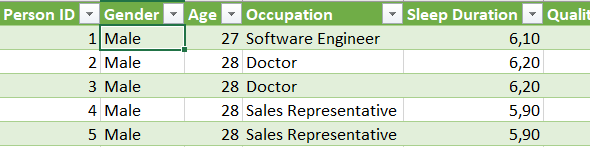 Person ID Gender Age Occupation Sleep Duration Qualit
1 Male 27 Software Engineer 6,10
2 Male 28 Doctor 6,20
3 Male 28 Doctor 6,20
4 Male 28 Sales Representative 5,90
5 Male 28 Sales Representative 5,90